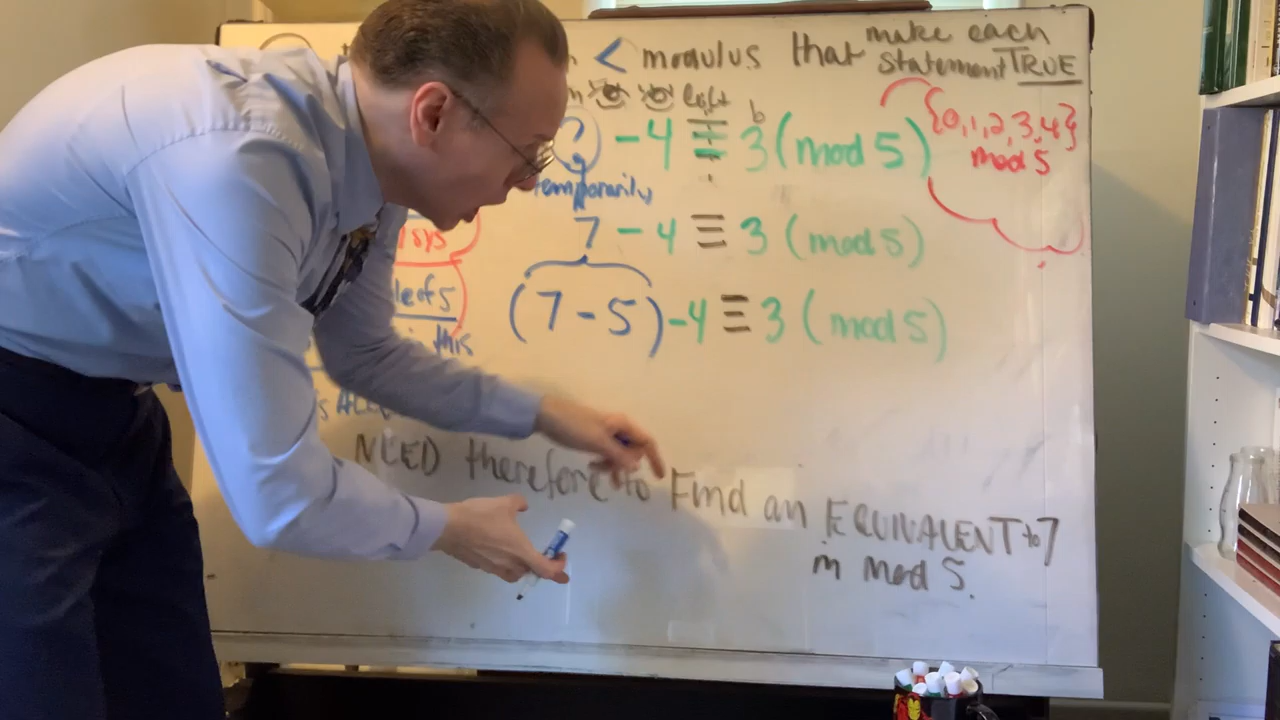 < modulus that make each
statement TRUE
left
b
? - 4 ≡ 3 (mod 5)
{0,1,2,3,4}
mod 5
temporarily
7 - 4 ≡ 3 (mod 5)
(7 - 5) - 4 ≡ 3 (mod 5)
this
NEED therefore to Find an EQUIVALENT to 7
in mod 5.